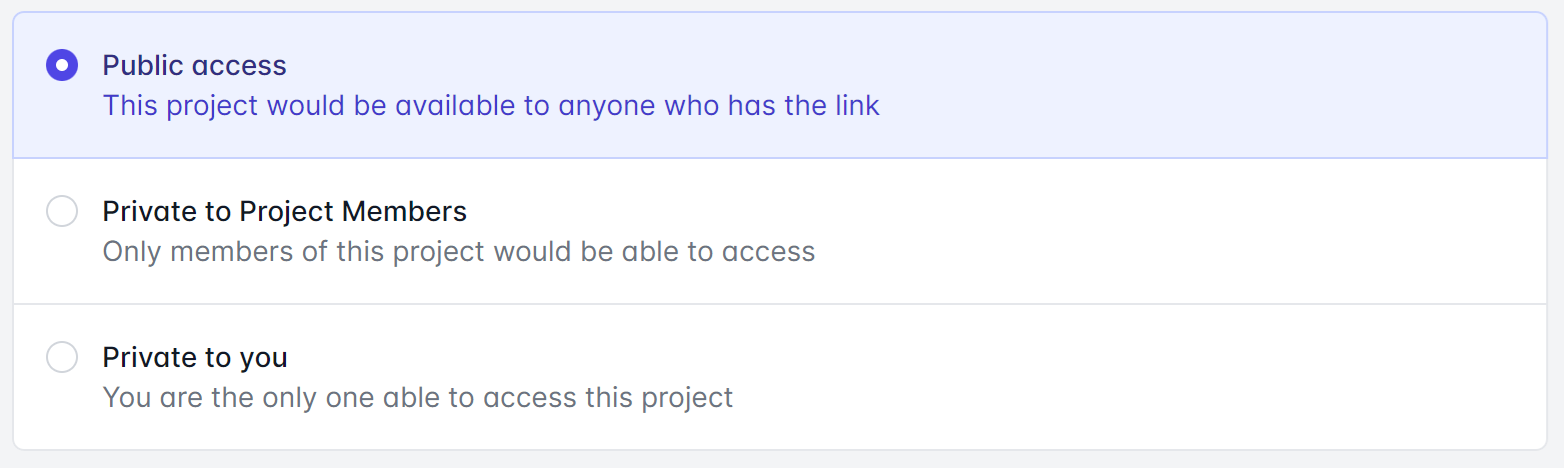 Public access
This project would be available to anyone who has the link
Private to Project Members
Only members of this project would be able to access
Private to you
You are the only one able to access this project